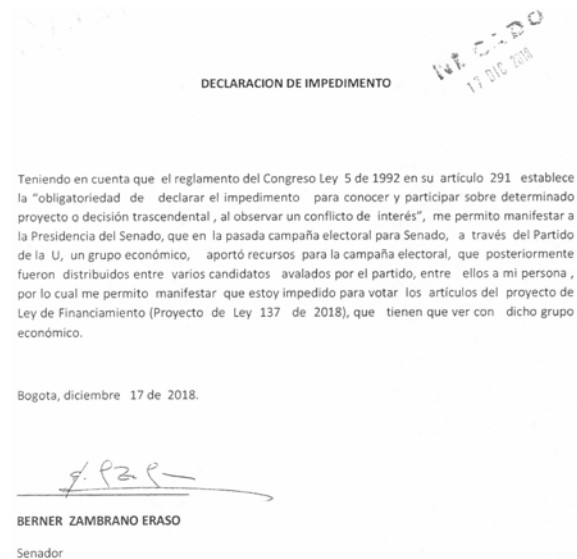 NEGADO
17 DIC 2018
DECLARACION DE IMPEDIMENTO
Teniendo en cuenta que el reglamento del Congreso Ley 5 de 1992 en su artículo 291 establece
la "obligatoriedad de declarar el impedimento para conocer y participar sobre determinado
proyecto o decisión trascendental , al observar un conflicto de interés", me permito manifestar a
la Presidencia del Senado, que en la pasada campaña electoral para Senado, a través del Partido
de la U, un grupo económico, aportó recursos para la campaña electoral, que posteriormente
fueron distribuidos entre varios candidatos avalados por el partido, entre ellos a mi persona ,
por lo cual me permito manifestar que estoy impedido para votar los artículos del proyecto de
Ley de Financiamiento (Proyecto de Ley 137 de 2018), que tienen que ver con dicho grupo
económico.
Bogota, diciembre 17 de 2018.
BERNER ZAMBRANO ERASO
Senador